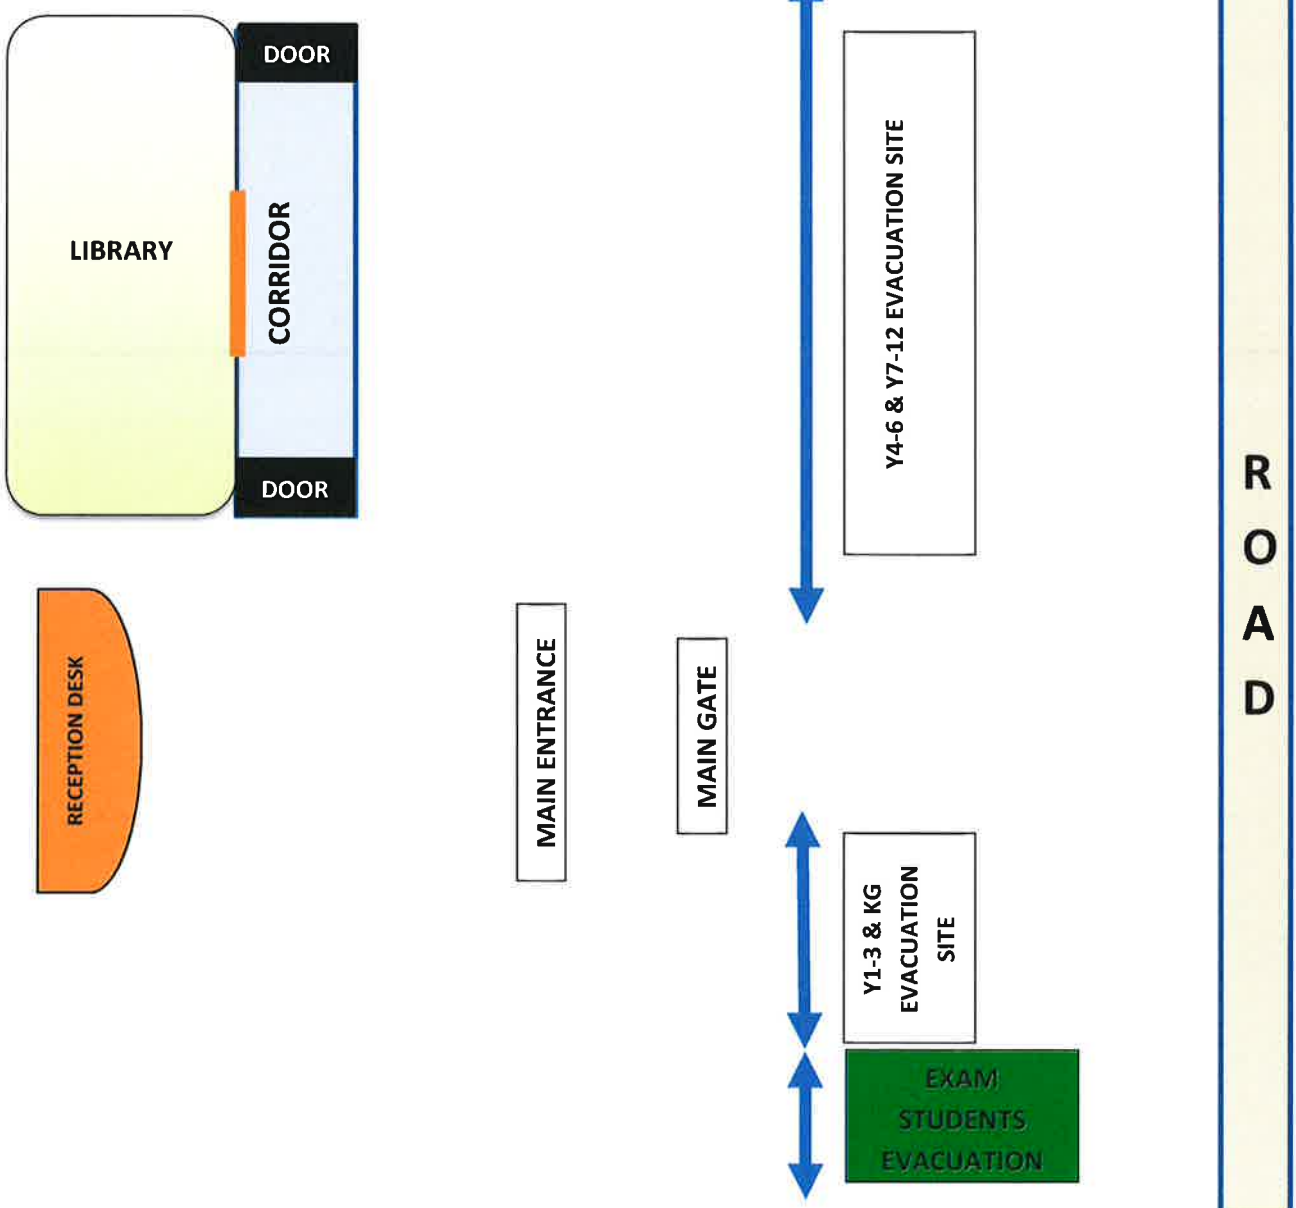 DOOR
LIBRARY
CORRIDOR
DOOR
Y4-6 & Y7-12 EVACUATION SITE
R
O
A
D
RECEPTION DESK
MAIN ENTRANCE
MAIN GATE
Y1-3 & KG
EVACUATION
SITE
EXAM
STUDENTS
EVACUATION